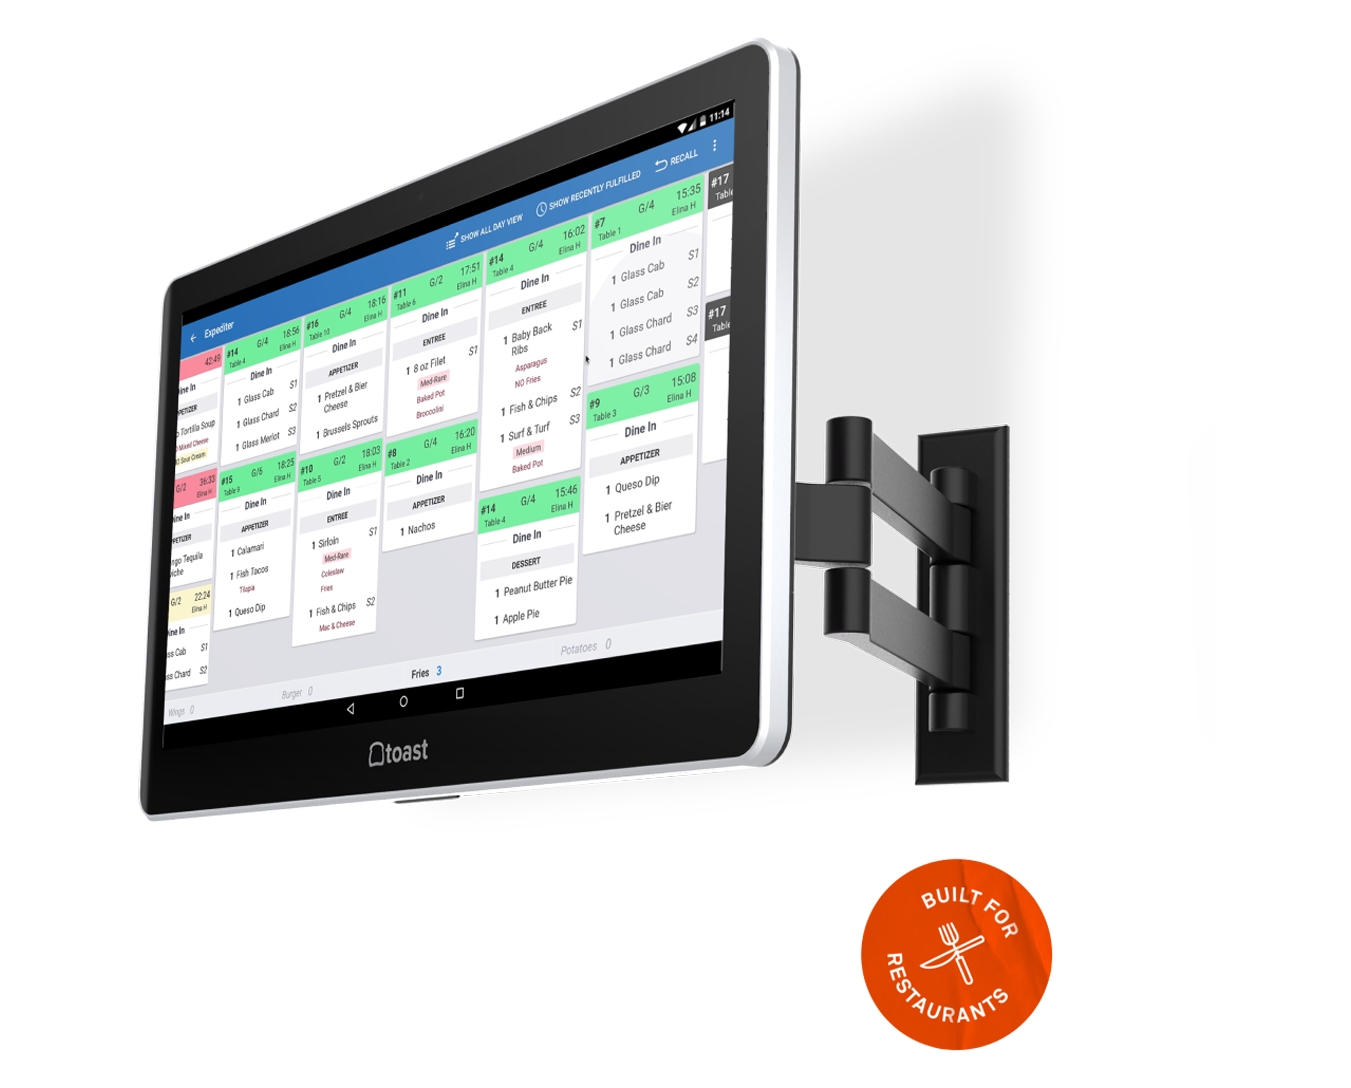 11:14
SHOW ALL DAY VIEW
SHOW RECENTLY FULFILLED
RECALL
Expediter
42:49
ine In
PETIZER
Tortilla Soup
Mixed Cheese
Sour Cream
G/2 36:33
Elina H
ine In
PETIZER
ngo Tequila
viche
G/2 22:24
Elina H
ine In
ss Cab S1
ss Chard S2
#14 G/4 18:56
Table 4 Elina H
Dine In
1 Glass Cab S1
1 Glass Chard S2
1 Glass Merlot S3
#15 G/6 18:25
Table 9 Elina H
Dine In
APPETIZER
1 Calamari
1 Fish Tacos
Tilapia
1 Queso Dip
#16 G/4 18:16
Table 10 Elina H
Dine In
APPETIZER
1 Pretzel & Bier
Cheese
1 Brussels Sprouts
#10 G/2 18:03
Table 5 Elina H
Dine In
ENTREE
1 Sirloin S1
Med-Rare
Coleslaw
Fries
1 Fish & Chips S2
Mac & Cheese
#11 G/2 17:51
Table 6 Elina H
Dine In
ENTREE
1 8 oz Filet S1
Med-Rare
Baked Pot
Broccolini
#8 G/4 16:20
Table 2 Elina H
Dine In
APPETIZER
1 Nachos
#14 G/4 16:02
Table 4 Elina H
Dine In
ENTREE
1 Baby Back S1
Ribs
Asparagus
NO Fries
1 Fish & Chips S2
1 Surf & Turf S3
Medium
Baked Pot
#14 G/4 15:46
Table 4 Elina H
Dine In
DESSERT
1 Peanut Butter Pie
1 Apple Pie
#7 G/4 15:35
Table 1 Elina H
Dine In
1 Glass Cab S1
1 Glass Cab S2
1 Glass Chard S3
1 Glass Chard S4
#9 G/3 15:08
Table 3 Elina H
Dine In
APPETIZER
1 Queso Dip
1 Pretzel & Bier
Cheese
#17
Table
#17
Table
Wings 0
Burger 0
Fries 3
Potatoes 0
toast
BUILT FOR
RESTAURANTS